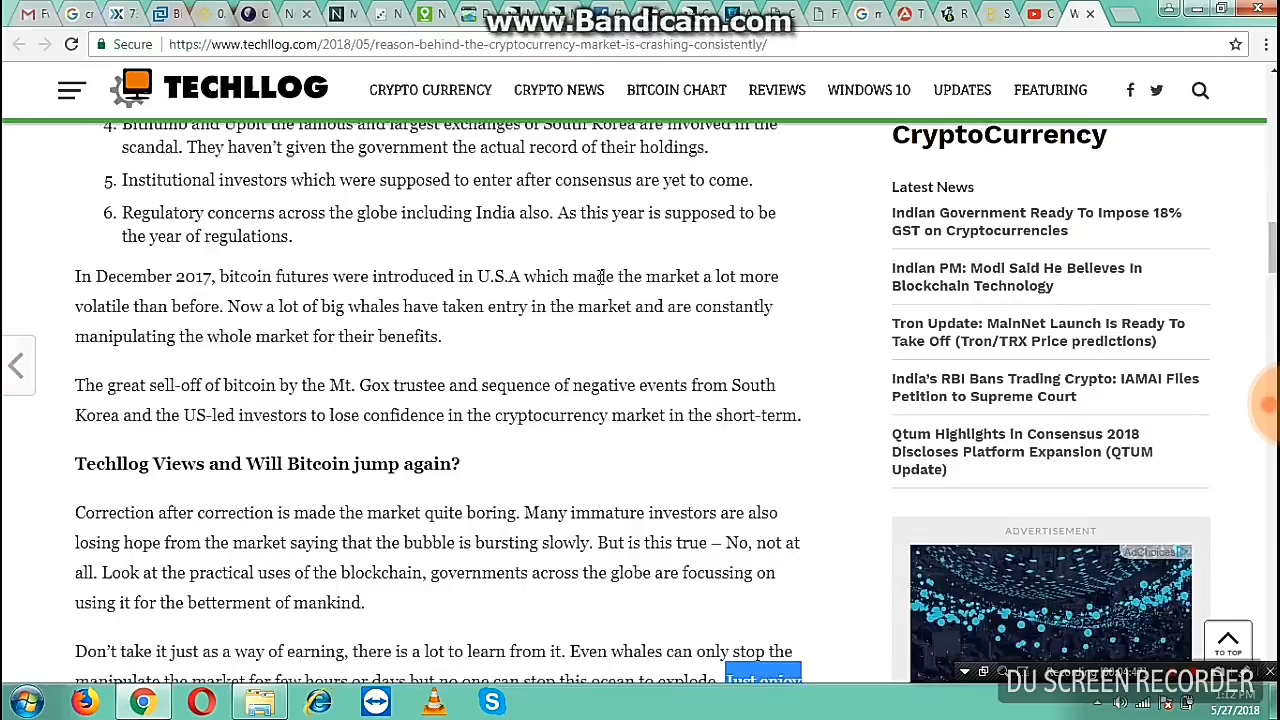 www.Bandicam.com
Secure
https://www.techllog.com/2018/05/reason-behind-the-cryptocurrency-market-is-crashing-consistently/
TECHLLOG
CRYPTO CURRENCY
CRYPTO NEWS
BITCOIN CHART
REVIEWS
WINDOWS 10
UPDATES
FEATURING
4. Bithumb and Upbit the famous and largest exchanges of South Korea are involved in the
scandal. They haven't given the government the actual record of their holdings.
5. Institutional investors which were supposed to enter after consensus are yet to come.
6. Regulatory concerns across the globe including India also. As this year is supposed to be
the year of regulations.
In December 2017, bitcoin futures were introduced in U.S.A which made the market a lot more
volatile than before. Now a lot of big whales have taken entry in the market and are constantly
manipulating the whole market for their benefits.
The great sell-off of bitcoin by the Mt. Gox trustee and sequence of negative events from South
Korea and the US-led investors to lose confidence in the cryptocurrency market in the short-term.
Techllog Views and Will Bitcoin jump again?
Correction after correction is made the market quite boring. Many immature investors are also
losing hope from the market saying that the bubble is bursting slowly. But is this true – No, not at
all. Look at the practical uses of the blockchain, governments across the globe are focussing on
using it for the betterment of mankind.
Don't take it just as a way of earning, there is a lot to learn from it. Even whales can only stop the
manipulate the market for few hours or days but no one can stop this ocean to explode. Just enjoy
CryptoCurrency
Latest News
Indian Government Ready To Impose 18%
GST on Cryptocurrencies
Indian PM: Modi Said He Believes In
Blockchain Technology
Tron Update: MainNet Launch Is Ready To
Take Off (Tron/TRX Price predictions)
India's RBI Bans Trading Crypto: IAMAI Files
Petition to Supreme Court
Qtum Highlights in Consensus 2018
Discloses Platform Expansion (QTUM
Update)
ADVERTISEMENT
AdChoices
TO TOP
DU SCREEN RECORDER
1:12 PM
5/27/2018